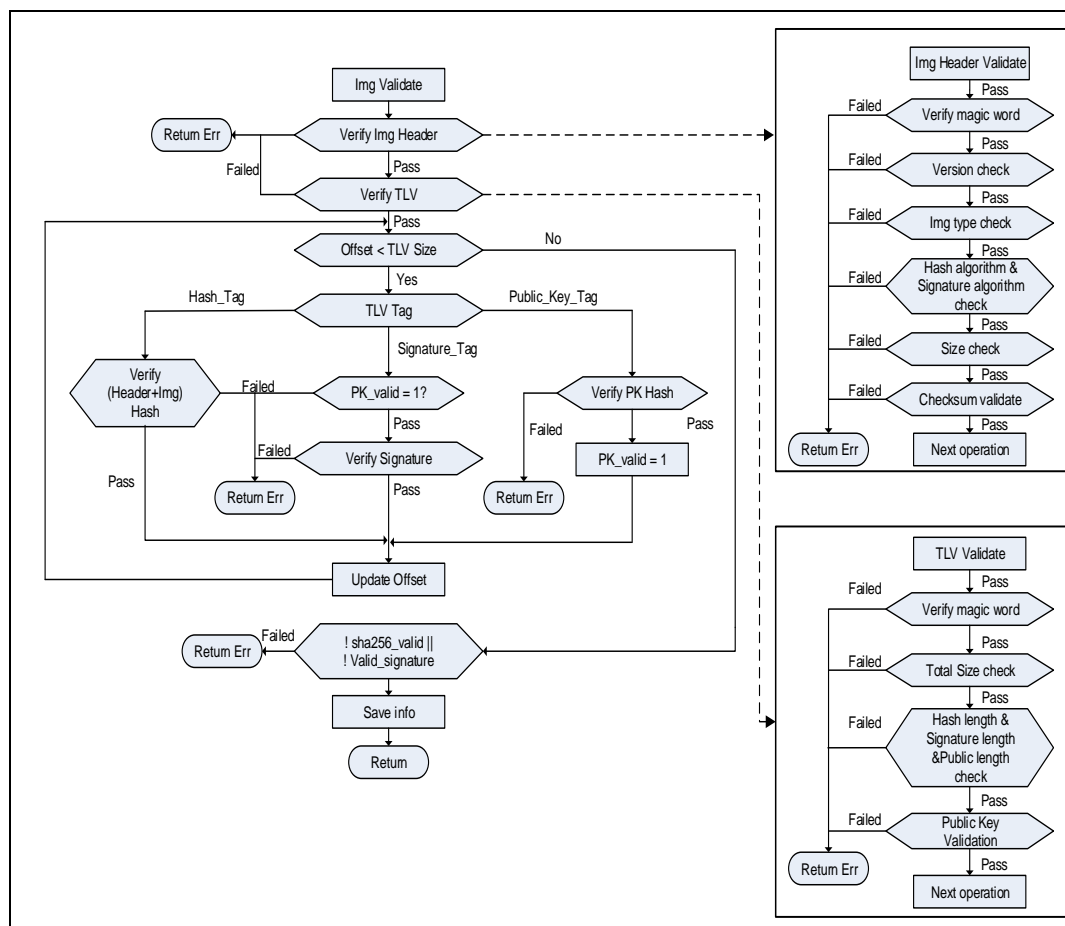 Img Validate
Return Err
Verify Img Header
Failed
Pass
Verify TLV
Pass
Offset < TLV Size
No
Yes
Hash_Tag
TLV Tag
Public_Key_Tag
Signature_Tag
Verify
(Header+Img)
Hash
Failed
PK_valid = 1?
Verify PK Hash
Pass
Failed
Pass
Failed
Verify Signature
PK_valid = 1
Pass
Return Err
Pass
Return Err
Update Offset
Return Err
Failed
! sha256_valid ||
! Valid_signature
Save info
Return
Img Header Validate
Pass
Failed
Verify magic word
Pass
Failed
Version check
Pass
Failed
Img type check
Pass
Failed
Hash algorithm &
Signature algorithm
check
Pass
Failed
Size check
Pass
Failed
Checksum validate
Pass
Return Err
Next operation
TLV Validate
Pass
Failed
Verify magic word
Pass
Failed
Total Size check
Pass
Failed
Hash length &
Signature length
&Public length
check
Pass
Failed
Public Key
Validation
Pass
Return Err
Next operation